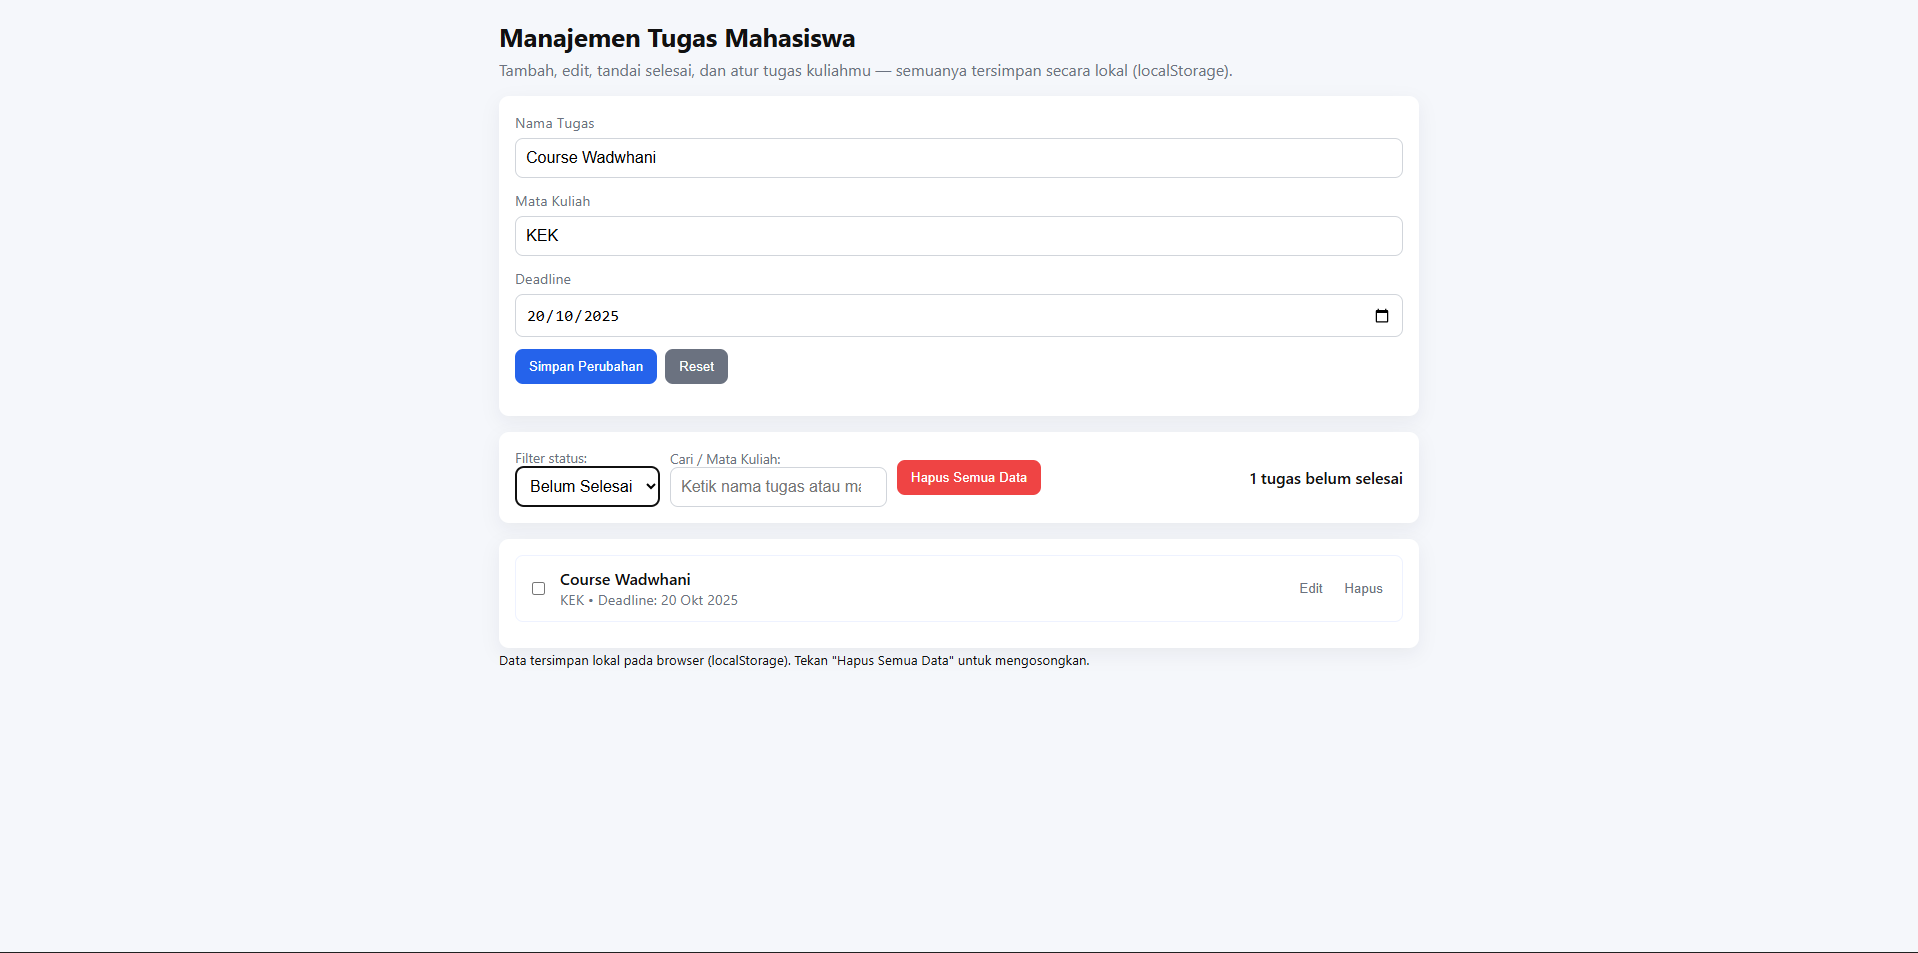 Manajemen Tugas Mahasiswa
Tambah, edit, tandai selesai, dan atur tugas kuliahmu — semuanya tersimpan secara lokal (localStorage).
Nama Tugas
Course Wadwhani
Mata Kuliah
KEK
Deadline
20/10/2025
Simpan Perubahan Reset
Filter status: Cari / Mata Kuliah:
Belum Selesai Ketik nama tugas atau ma Hapus Semua Data 1 tugas belum selesai
Course Wadwhani
KEK • Deadline: 20 Okt 2025 Edit Hapus
Data tersimpan lokal pada browser (localStorage). Tekan "Hapus Semua Data" untuk mengosongkan.